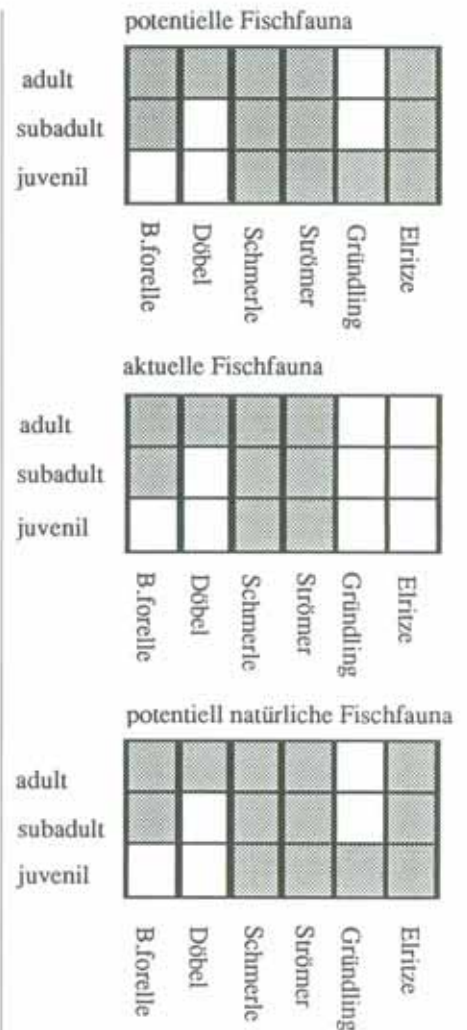 potentielle Fischfauna
adult
subadult
juvenil
B.forelle
Döbel
Schmerle
Strömer
Gründling
Elritze
aktuelle Fischfauna
adult
subadult
juvenil
B.forelle
Döbel
Schmerle
Strömer
Gründling
Elritze
potentiell natürliche Fischfauna
adult
subadult
juvenil
B.forelle
Döbel
Schmerle
Strömer
Gründling
Elritze